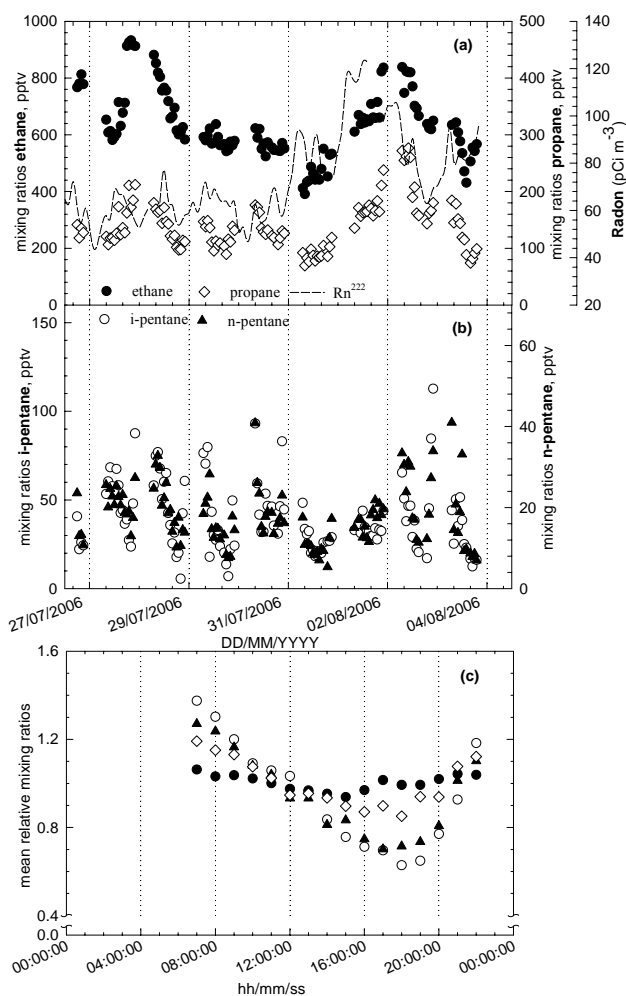 (a)
1000
800
600
400
200
0
mixing ratios ethane, pptv
500
400
300
200
100
0
mixing ratios propane, pptv
140
120
100
80
60
40
20
Radon (pCi m-3)
ethane
propane
Rn222
i-pentane
n-pentane
(b)
150
100
50
0
mixing ratios i-pentane, pptv
60
40
20
0
mixing ratios n-pentane, pptv
27/07/2006
29/07/2006
31/07/2006
02/08/2006
04/08/2006
DD/MM/YYYY
(c)
1.6
1.4
1.2
1.0
0.8
0.4
0.0
mean relative mixing ratios
00:00:00
04:00:00
08:00:00
12:00:00
16:00:00
20:00:00
00:00:00
hh/mm/ss